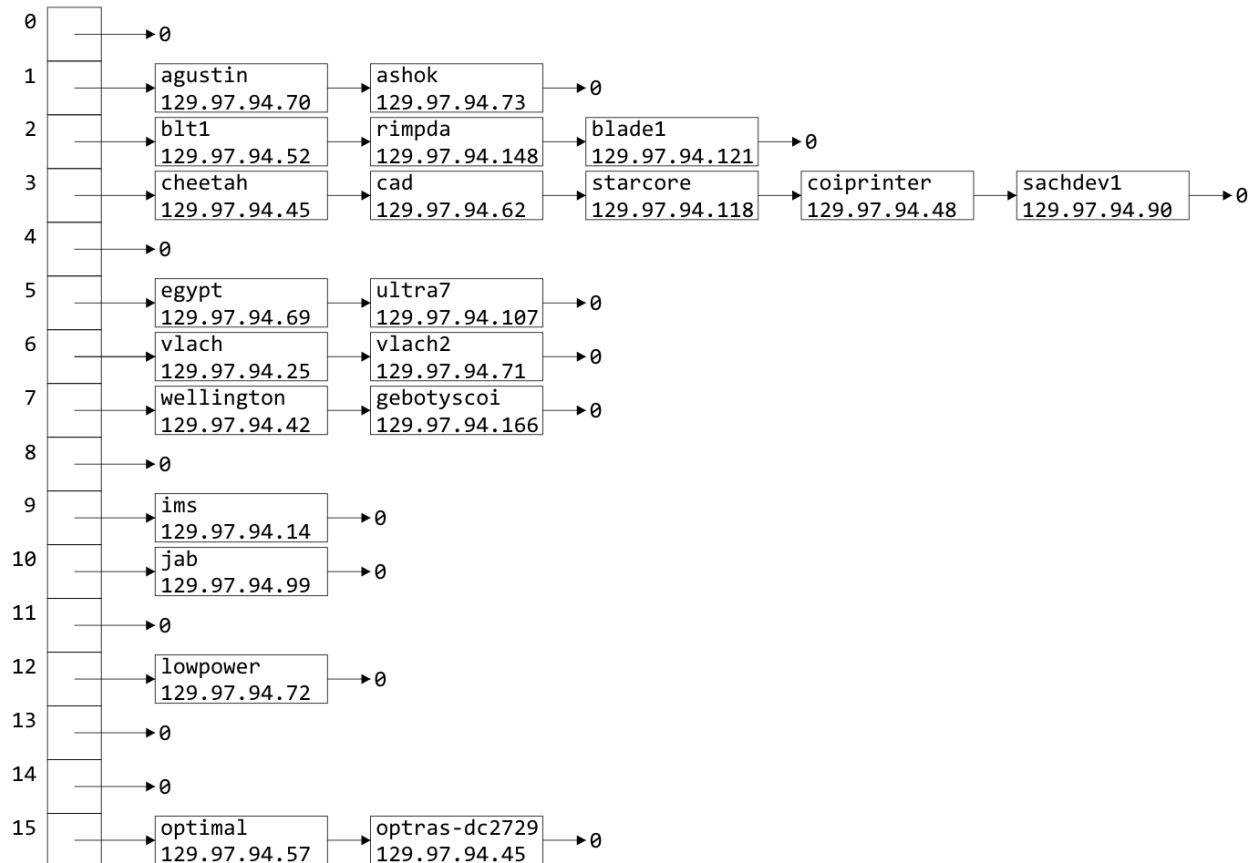 0
0
1
agustin
129.97.94.70
ashok
129.97.94.73
0
2
blt1
129.97.94.52
rimpda
129.97.94.148
blade1
129.97.94.121
0
3
cheetah
129.97.94.45
cad
129.97.94.62
starcore
129.97.94.118
coiprinter
129.97.94.48
sachdev1
129.97.94.90
0
4
0
5
egypt
129.97.94.69
ultra7
129.97.94.107
0
6
vlach
129.97.94.25
vlach2
129.97.94.71
0
7
wellington
129.97.94.42
gebotyscoi
129.97.94.166
0
8
0
9
ims
129.97.94.14
0
10
jab
129.97.94.99
0
11
0
12
lowpower
129.97.94.72
0
13
0
14
0
15
optimal
129.97.94.57
optras-dc2729
129.97.94.45
0